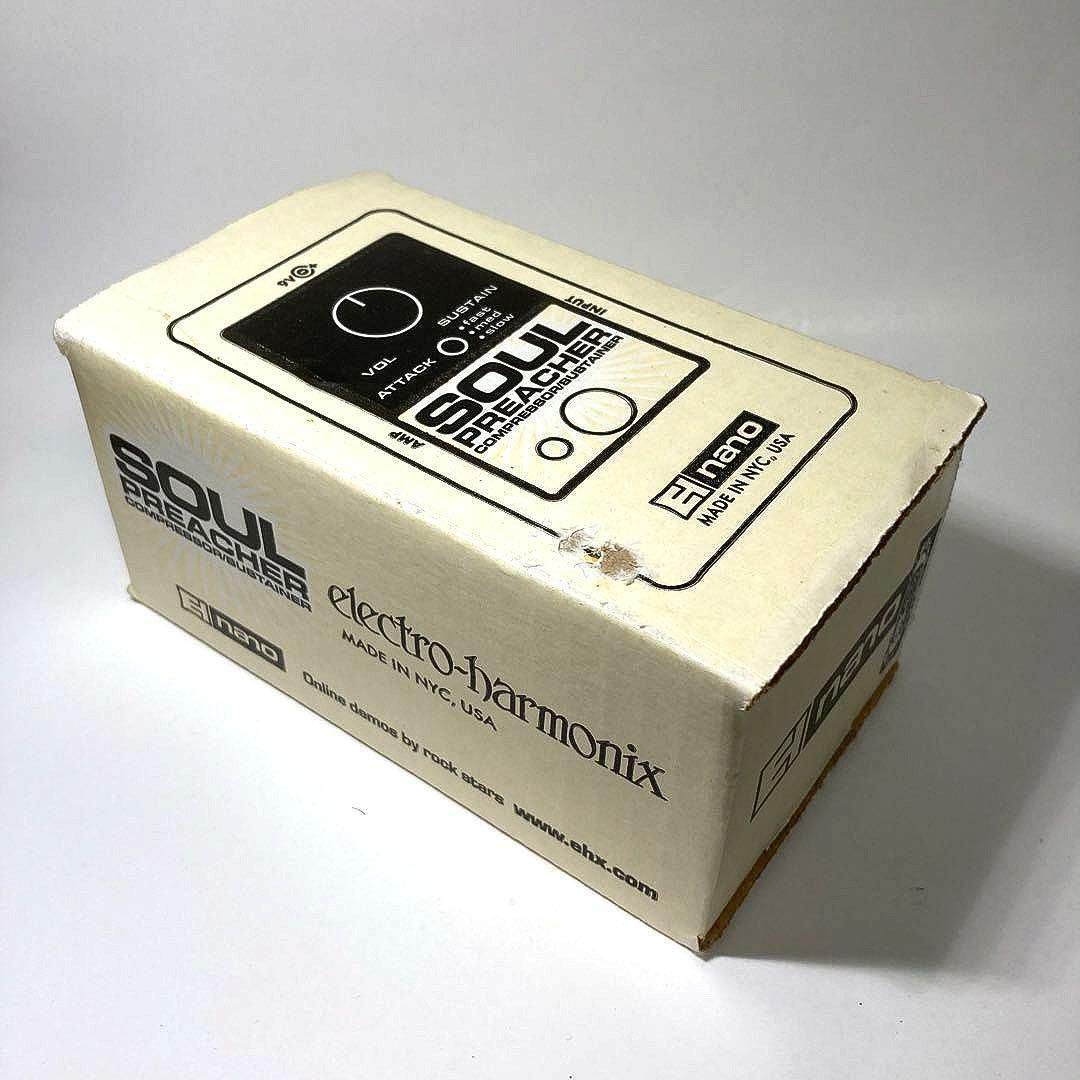 9V
VOL
SUSTAIN
ATTACK
fast
med
slow
INPUT
AMP
SOUL
PREACHER
COMPRESSOR/SUSTAINER
EH nano
MADE IN NYC, USA
SOUL
PREACHER
COMPRESSOR/SUSTAINER
EH nano
electro-harmonix
MADE IN NYC, USA
Online demos by rock stars www.ehx.com
EH nano